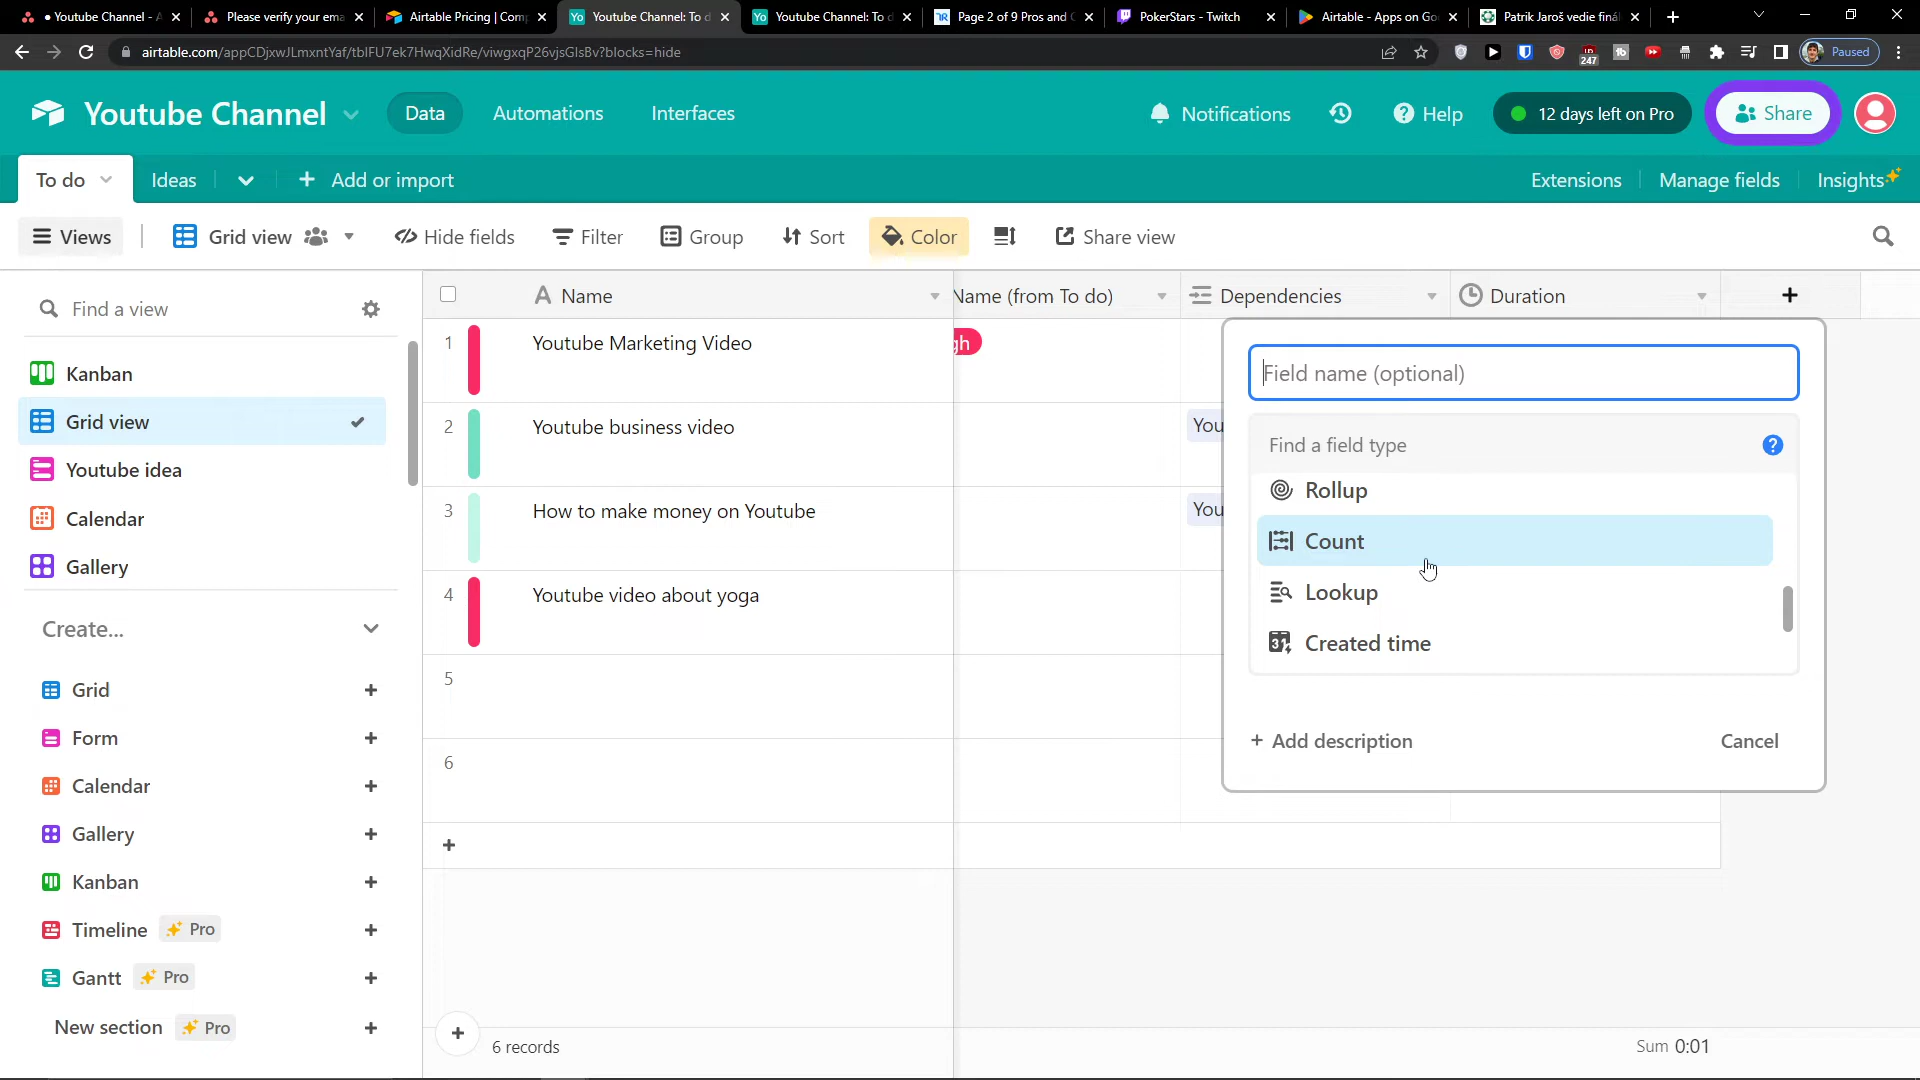 • Youtube Channel - A
Please verify your ema
Airtable Pricing | Comp
Youtube Channel: To d
Youtube Channel: To d
Page 2 of 9 Pros and C
PokerStars - Twitch
Airtable - Apps on Go
Patrik Jaroš vedie finál
airtable.com/appCDjxwJLmxntYaf/tblFU7ek7HwqXidRe/viwgxqP26vjsGlsBv?blocks=hide
247
Paused
Youtube Channel
Data
Automations
Interfaces
Notifications
Help
12 days left on Pro
Share
To do
Ideas
Add or import
Extensions
Manage fields
Insights
Views
Grid view
Hide fields
Filter
Group
Sort
Color
Share view
Find a view
Kanban
Grid view
Youtube idea
Calendar
Gallery
Create...
Grid
Form
Calendar
Gallery
Kanban
Timeline Pro
Gantt Pro
New section Pro
Name
Name (from To do)
Dependencies
Duration
1 Youtube Marketing Video
gh
2 Youtube business video
You
3 How to make money on Youtube
You
4 Youtube video about yoga
5
6
6 records
Sum 0:01
Field name (optional)
Find a field type
Rollup
Count
Lookup
Created time
+ Add description
Cancel